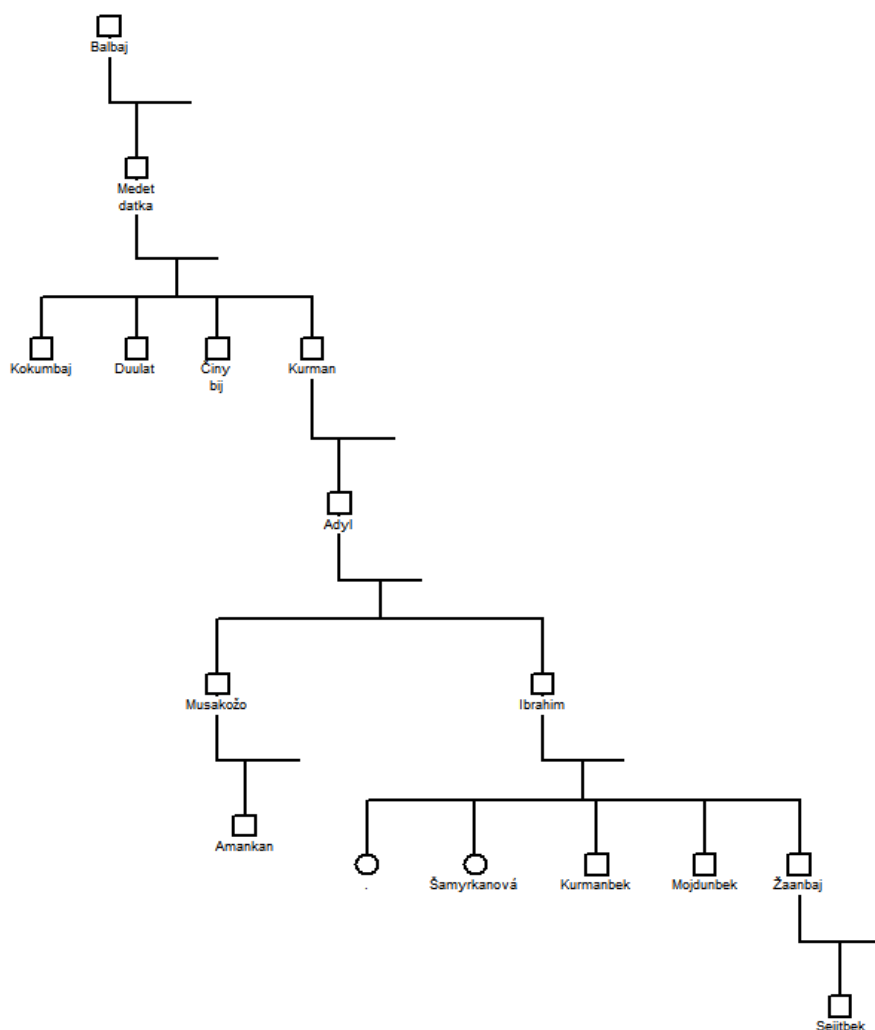 Balbaj
Medet
datka
Kokumbaj
Duulat
Činy
bij
Kurman
Adyl
Musakožo
Ibrahim
Amankan
.
Šamyrkanová
Kurmanbek
Mojdunbek
Žaanbaj
Sejitbek